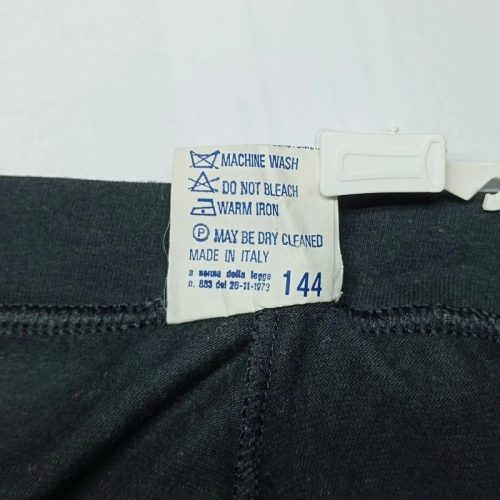 MACHINE WASH
DO NOT BLEACH
WARM IRON
P MAY BE DRY CLEANED
MADE IN ITALY
a norma della legge
n. 883 del 26-11-1973 144